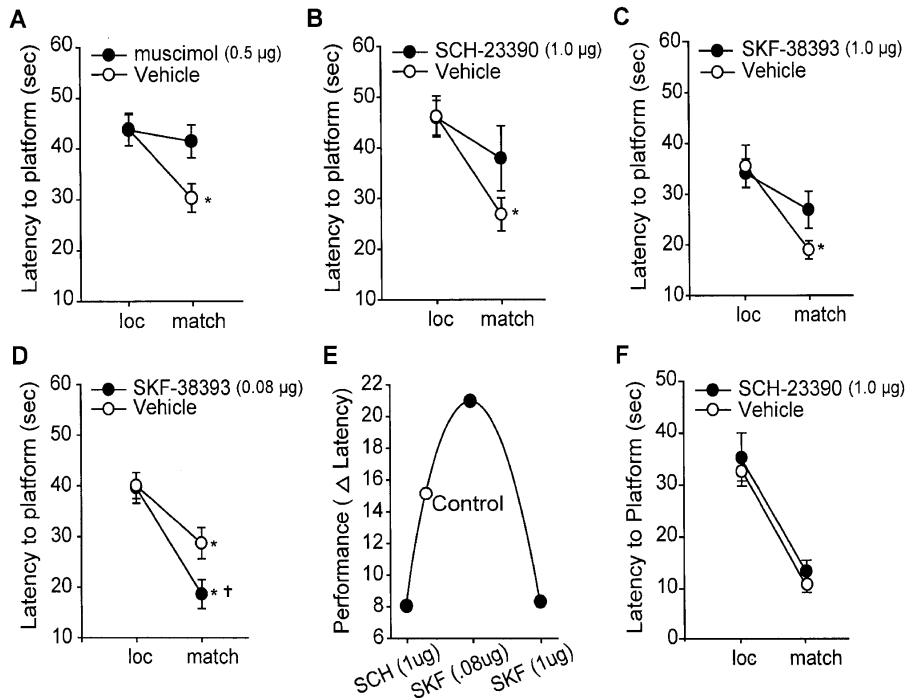 A
muscimol (0.5 µg)
Vehicle
Latency to platform (sec)
60
50
40
30
20
10
loc match
B
SCH-23390 (1.0 µg)
Vehicle
Latency to platform (sec)
60
50
40
30
20
10
loc match
C
SKF-38393 (1.0 µg)
Vehicle
Latency to platform (sec)
60
50
40
30
20
10
*
*
*
loc match
D
SKF-38393 (0.08 µg)
Vehicle
Latency to platform (sec)
60
50
40
30
20
10
*
* †
loc match
E
Performance ( Δ Latency)
22
20
18
16
14
12
10
8
6
Control
SCH (1ug)
SKF (.08ug)
SKF (1ug)
F
SCH-23390 (1.0 µg)
Vehicle
Latency to Platform (sec)
50
40
30
20
10
0
loc match